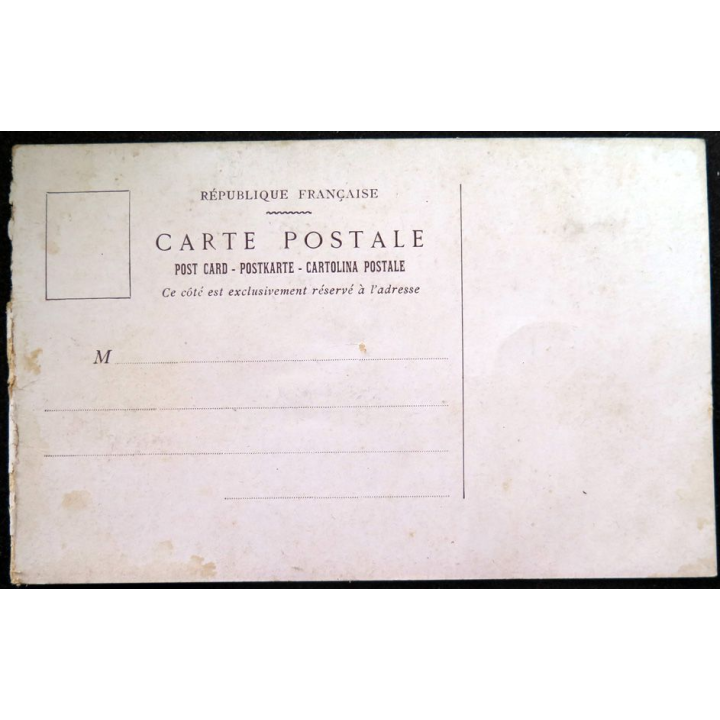 RÉPUBLIQUE FRANÇAISE
CARTE POSTALE
POST CARD - POSTKARTE - CARTOLINA POSTALE
Ce côté est exclusivement réservé à l'adresse
M